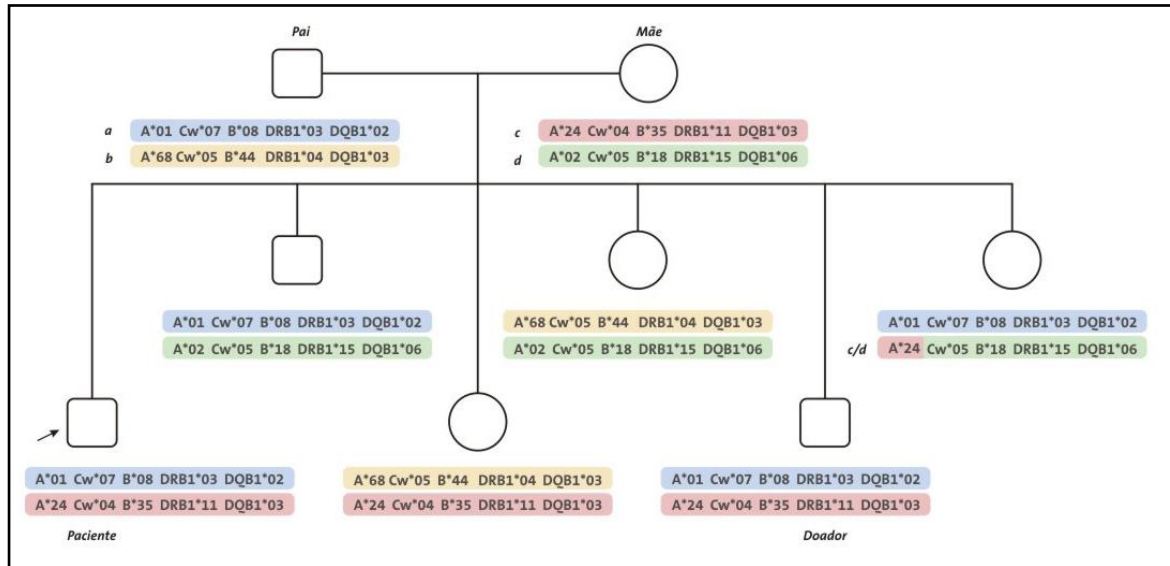 Pai
Mãe
a A*01 Cw*07 B*08 DRB1*03 DQB1*02
b A*68 Cw*05 B*44 DRB1*04 DQB1*03
c A*24 Cw*04 B*35 DRB1*11 DQB1*03
d A*02 Cw*05 B*18 DRB1*15 DQB1*06
A*01 Cw*07 B*08 DRB1*03 DQB1*02
A*02 Cw*05 B*18 DRB1*15 DQB1*06
A*68 Cw*05 B*44 DRB1*04 DQB1*03
A*02 Cw*05 B*18 DRB1*15 DQB1*06
A*01 Cw*07 B*08 DRB1*03 DQB1*02
c/d A*24 Cw*05 B*18 DRB1*15 DQB1*06
A*01 Cw*07 B*08 DRB1*03 DQB1*02
A*24 Cw*04 B*35 DRB1*11 DQB1*03
Paciente
A*68 Cw*05 B*44 DRB1*04 DQB1*03
A*24 Cw*04 B*35 DRB1*11 DQB1*03
A*01 Cw*07 B*08 DRB1*03 DQB1*02
A*24 Cw*04 B*35 DRB1*11 DQB1*03
Doador